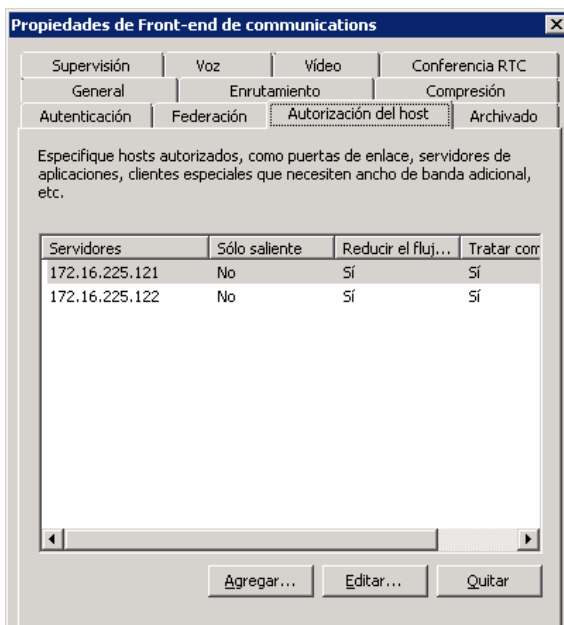 Propiedades de Front-end de communications
Supervisión Voz Vídeo Conferencia RTC
General Enrutamiento Compresión
Autenticación Federación Autorización del host Archivado
Especifique hosts autorizados, como puertas de enlace, servidores de
aplicaciones, clientes especiales que necesiten ancho de banda adicional,
etc.
Servidores Sólo saliente Reducir el fluj... Tratar com
172.16.225.121 No Sí Sí
172.16.225.122 No Sí Sí
Agregar... Editar... Quitar